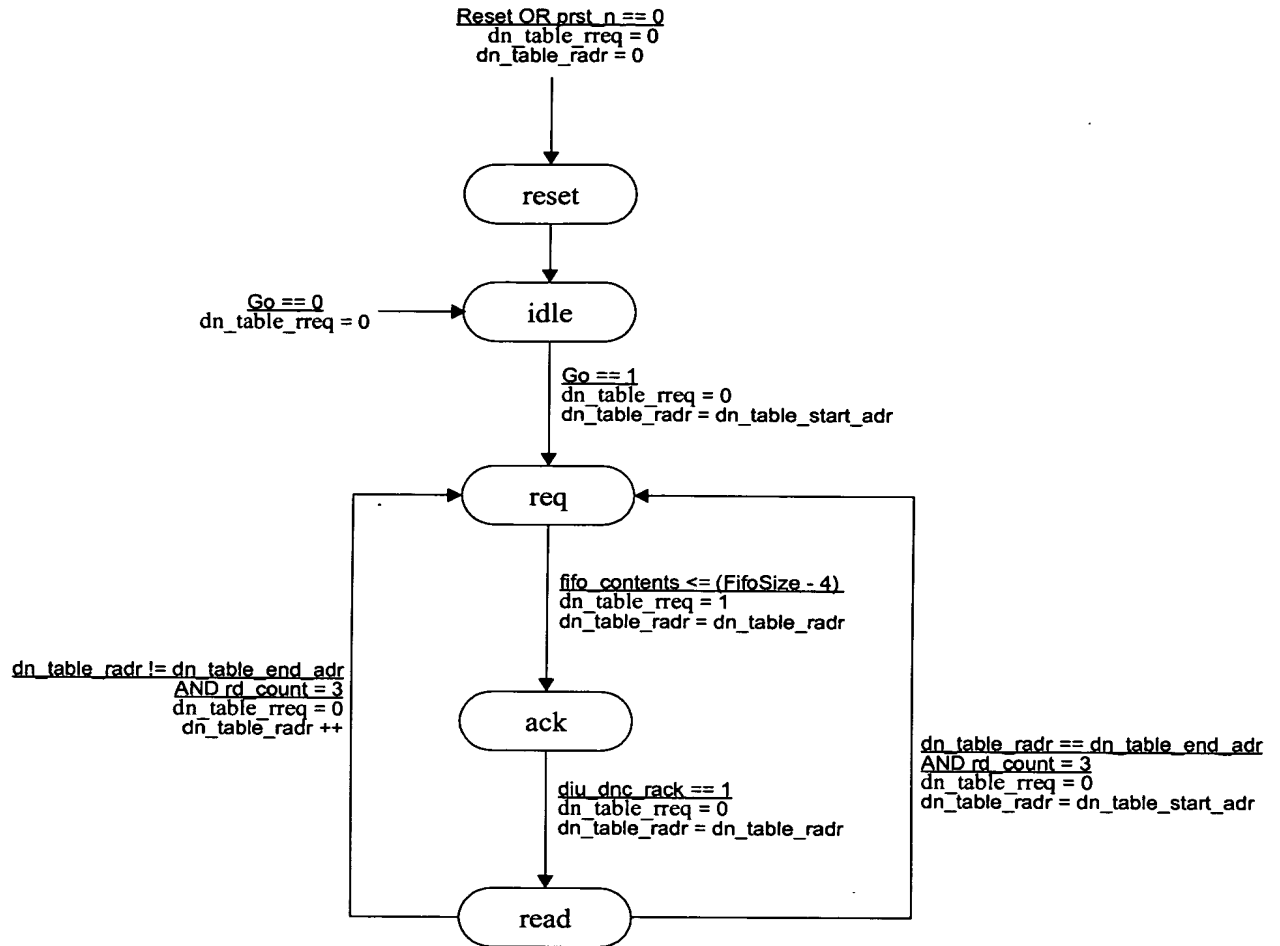 Reset OR prst_n == 0
dn_table_rreq = 0
dn_table_radr = 0
reset
idle
Go == 0
dn_table_rreq = 0
Go == 1
dn_table_rreq = 0
dn_table_radr = dn_table_start_adr
req
fifo_contents <= (FifoSize - 4)
dn_table_rreq = 1
dn_table_radr = dn_table_radr
dn_table_radr != dn_table_end_adr
AND rd_count = 3
dn_table_rreq = 0
dn_table_radr ++
ack
dn_table_radr == dn_table_end_adr
AND rd_count = 3
dn_table_rreq = 0
dn_table_radr = dn_table_start_adr
diu_dnc_rack == 1
dn_table_rreq = 0
dn_table_radr = dn_table_radr
read